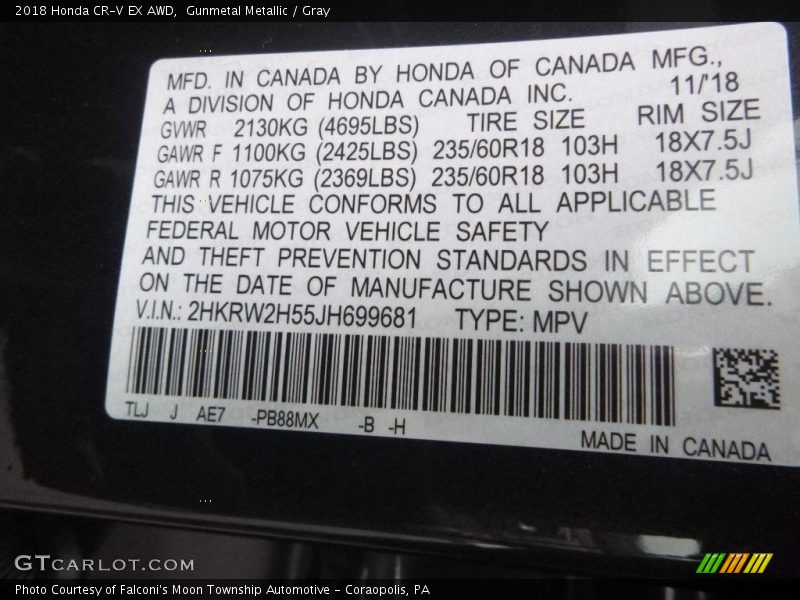 2018 Honda CR-V EX AWD,  Gunmetal Metallic / Gray
MFD. IN CANADA BY HONDA OF CANADA MFG.,
A DIVISION OF HONDA CANADA INC. 11/'18
GVWR 2130KG (4695LBS) TIRE SIZE RIM SIZE
GAWR F 1100KG (2425LBS) 235/60R18 103H 18X7.5J
GAWR R 1075KG (2369LBS) 235/60R18 103H 18X7.5J
THIS VEHICLE CONFORMS TO ALL APPLICABLE
FEDERAL MOTOR VEHICLE SAFETY
AND THEFT PREVENTION STANDARDS IN EFFECT
ON THE DATE OF MANUFACTURE SHOWN ABOVE.
V.I.N.: 2HKRW2H55JH699681 TYPE: MPV
TLJ J AE7 -PB88MX -B -H
MADE IN CANADA
GTCARLOT.COM
Photo Courtesy of Falconi's Moon Township Automotive - Coraopolis, PA